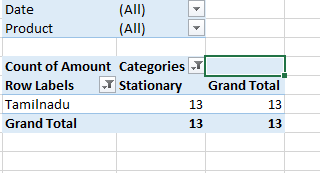 Date (All)
Product (All)
Count of Amount Categories
Row Labels Stationary Grand Total
Tamilnadu 13 13
Grand Total 13 13